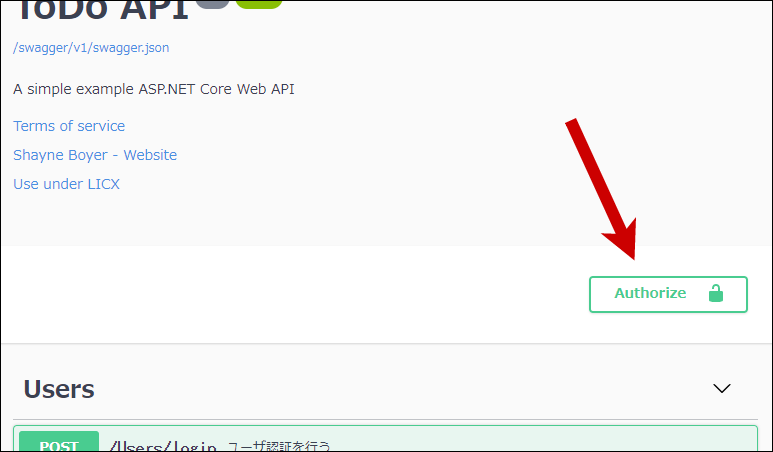 ToDo API
/swagger/v1/swagger.json
A simple example ASP.NET Core Web API
Terms of service
Shayne Boyer - Website
Use under LICX
Authorize
Users
POST /Users/login ユーザ認証を行う